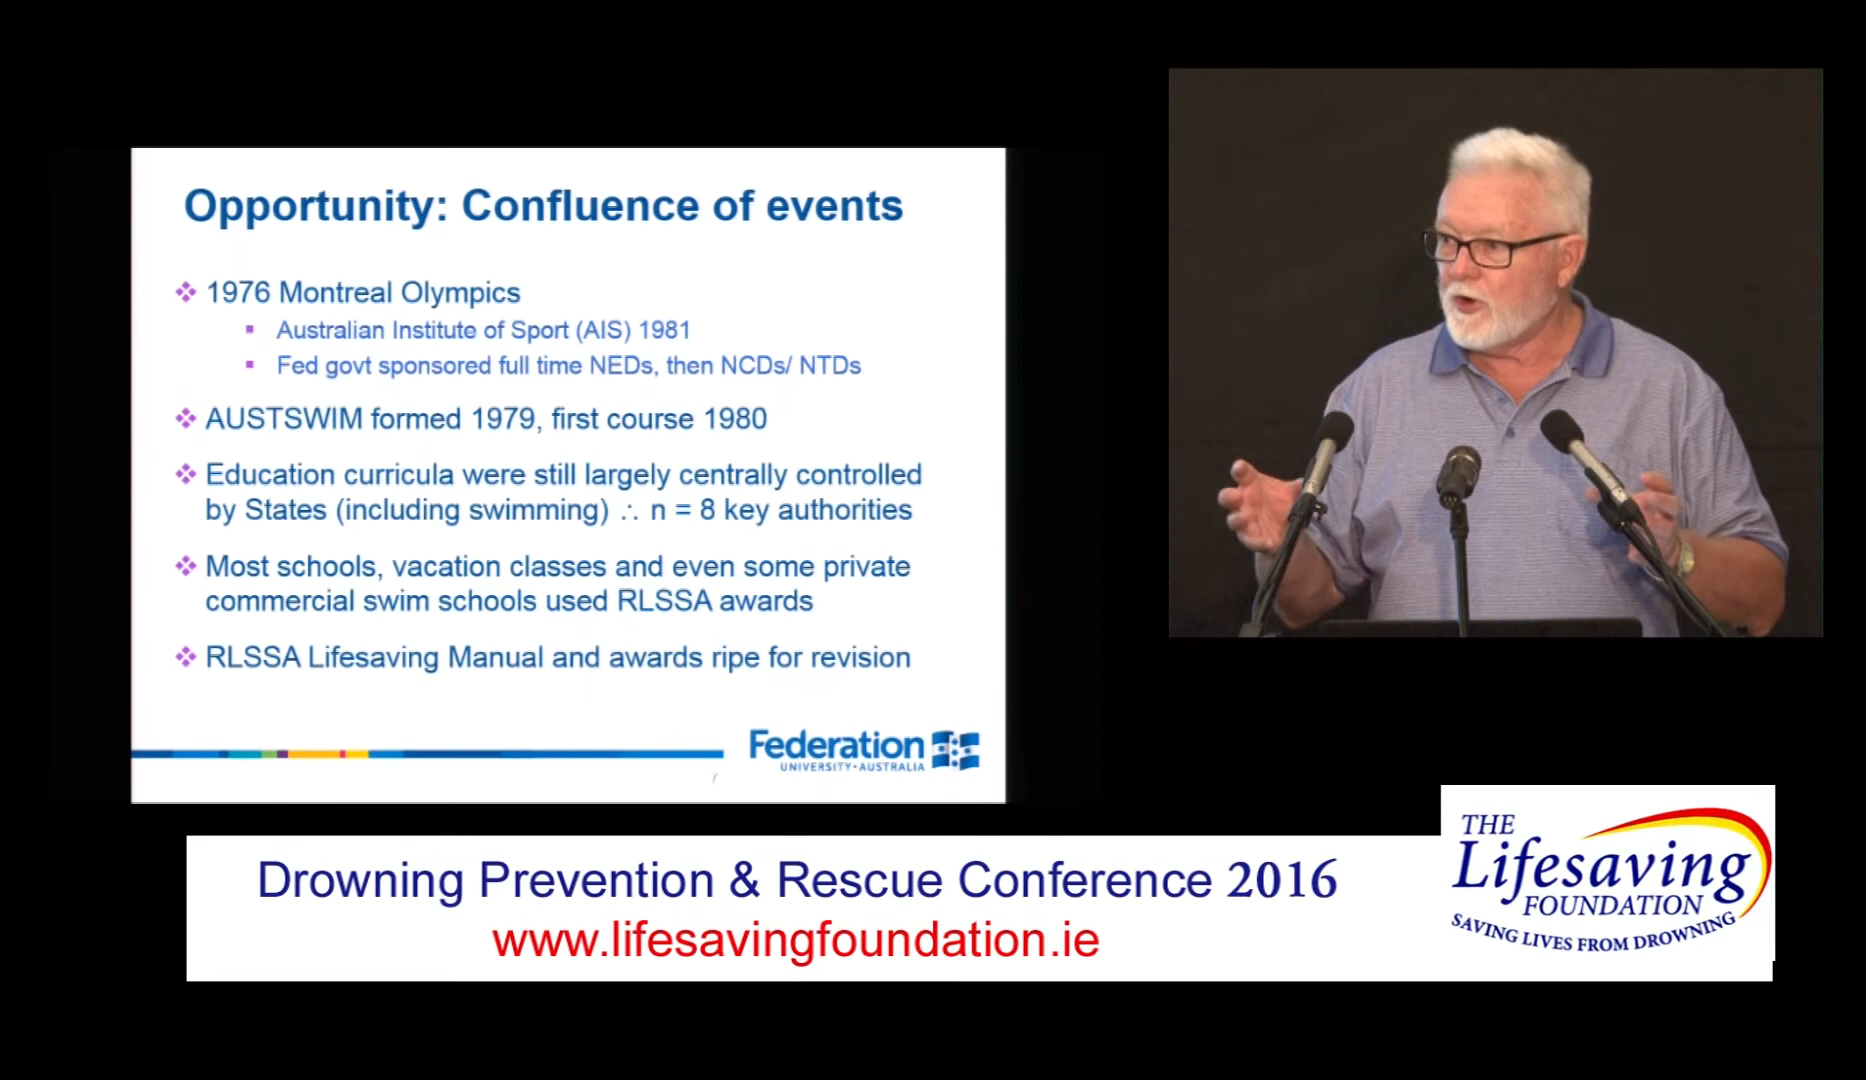 Opportunity: Confluence of events
❖ 1976 Montreal Olympics
▪ Australian Institute of Sport (AIS) 1981
▪ Fed govt sponsored full time NEDs, then NCDs/ NTDs
❖ AUSTSWIM formed 1979, first course 1980
❖ Education curricula were still largely centrally controlled
by States (including swimming) ∴ n = 8 key authorities
❖ Most schools, vacation classes and even some private
commercial swim schools used RLSSA awards
❖ RLSSA Lifesaving Manual and awards ripe for revision
Federation
UNIVERSITY • AUSTRALIA
Drowning Prevention & Rescue Conference 2016
www.lifesavingfoundation.ie
THE
Lifesaving
FOUNDATION
SAVING LIVES FROM DROWNING